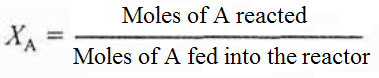 X_A = Moles of A reacted / Moles of A fed into the reactor